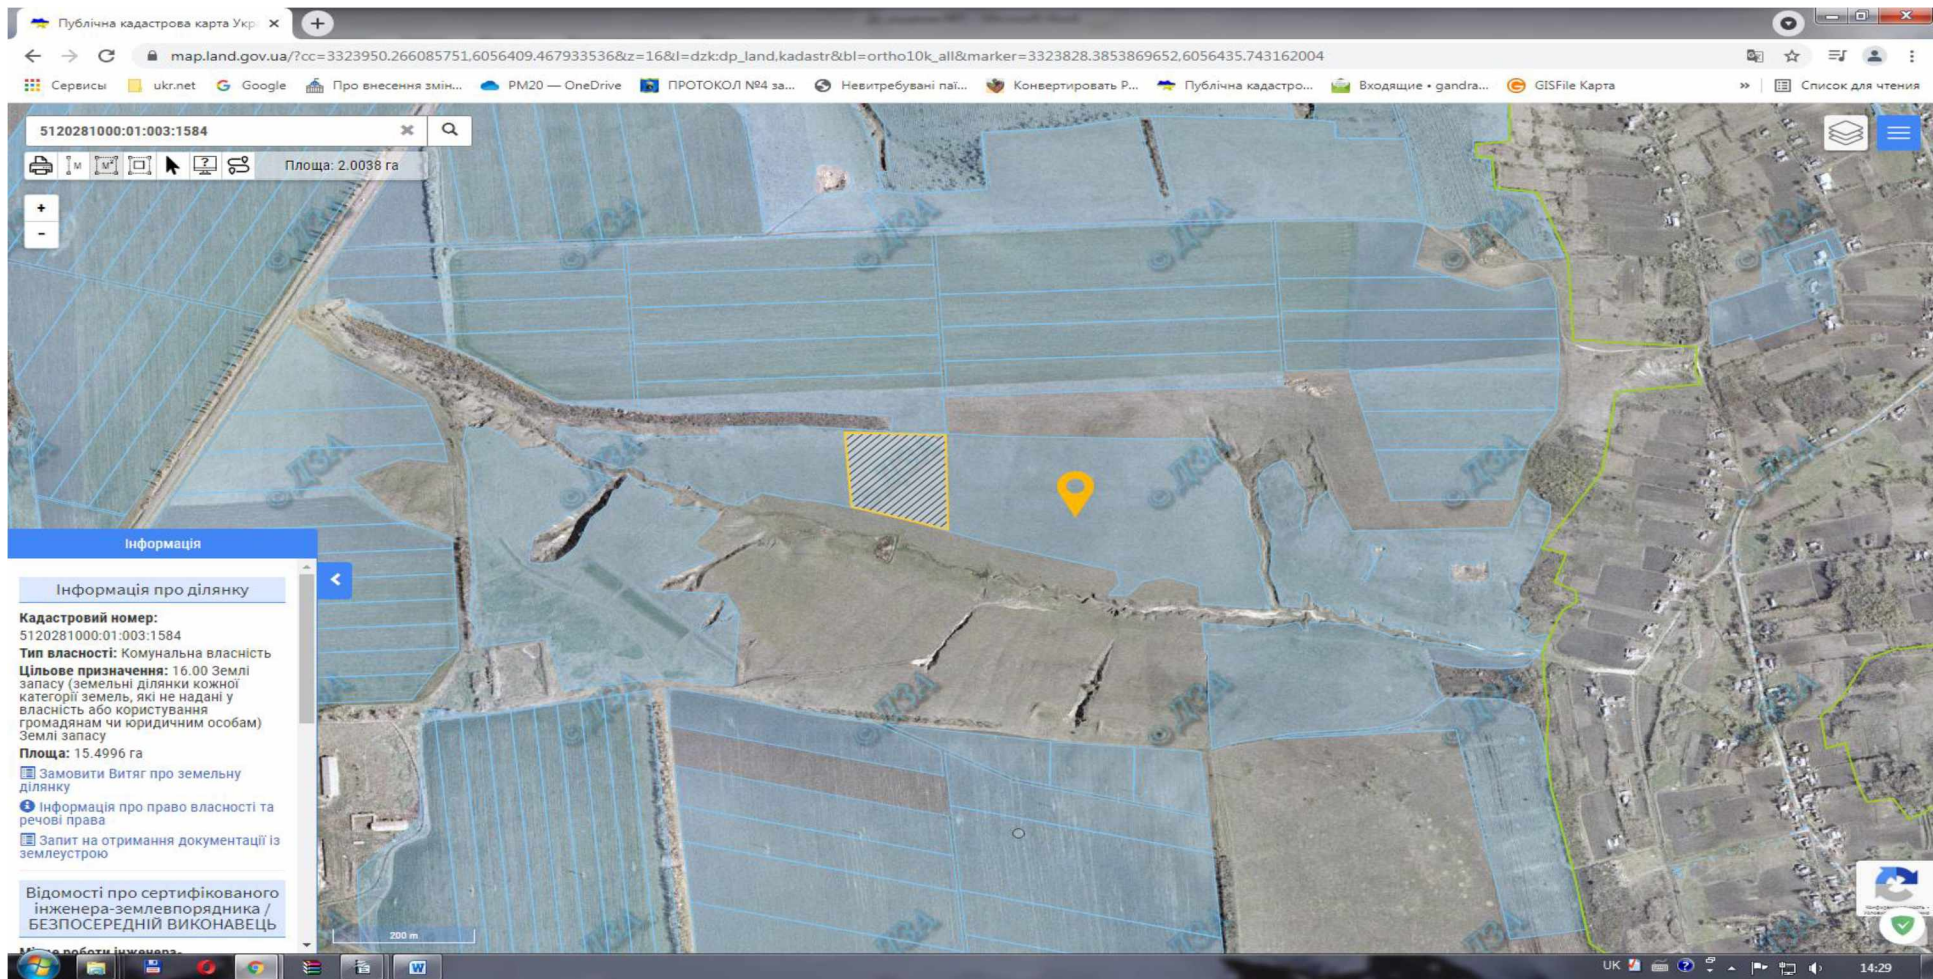 Публічна кадастрова карта Укр
map.land.gov.ua/?cc=3323950.266085751,6056409.467933536&z=16&l=dzk:dp_land,kadastr&bl=ortho10k_all&marker=3323828.3853869652,6056435.743162004
Сервисы ukr.net Google Про внесення змін... PM20 — OneDrive ПРОТОКОЛ №4 за... Невитребувані паї... Конвертировать Р... Публічна кадастро... Входящие • gandra... GISFile Карта » Список для чтения
5120281000:01:003:1584
Площа: 2.0038 га
+
-
© ДЗА
Інформація
Інформація про ділянку
Кадастровий номер:
5120281000:01:003:1584
Тип власності: Комунальна власність
Цільове призначення: 16.00 Землі
запасу (земельні ділянки кожної
категорії земель, які не надані у
власність або користування
громадянам чи юридичним особам)
Землі запасу
Площа: 15.4996 га
Замовити Витяг про земельну
ділянку
Інформація про право власності та
речові права
Запит на отримання документації із
землеустрою
Відомості про сертифікованого
інженера-землевпорядника /
БЕЗПОСЕРЕДНІЙ ВИКОНАВЕЦЬ
200 m
UK 14:29